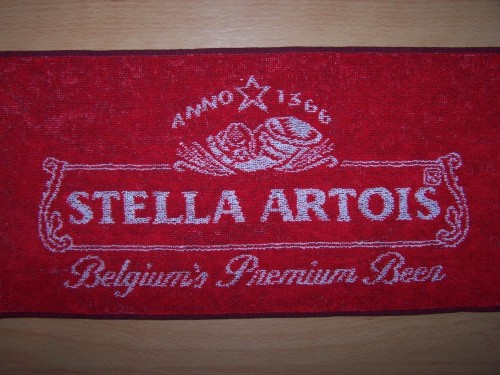 ANNO 1366
STELLA ARTOIS
Belgium's Premium Beer